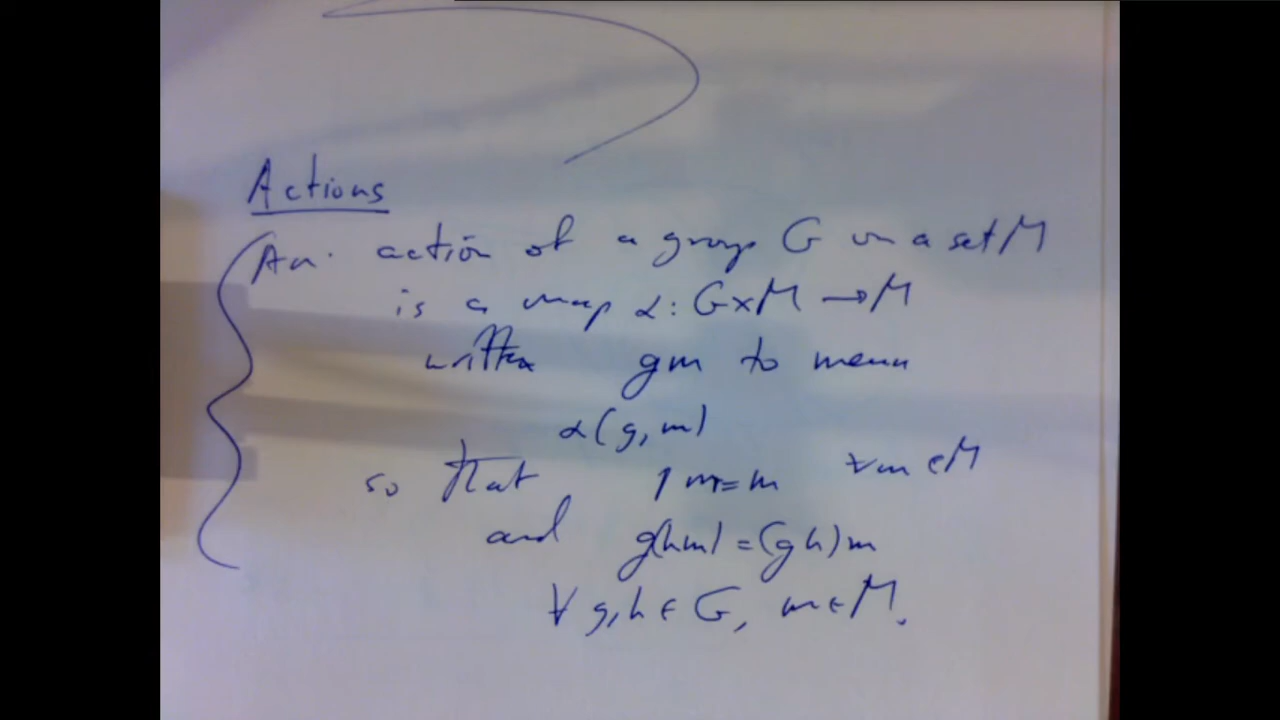 Actions
An action of a group G on a set M
is a map α: G×M → M
written gm to mean
α(g,m)
so that 1m=m ∀m∈M
and g(hm)=(gh)m
∀ g,h ∈ G, m∈M.